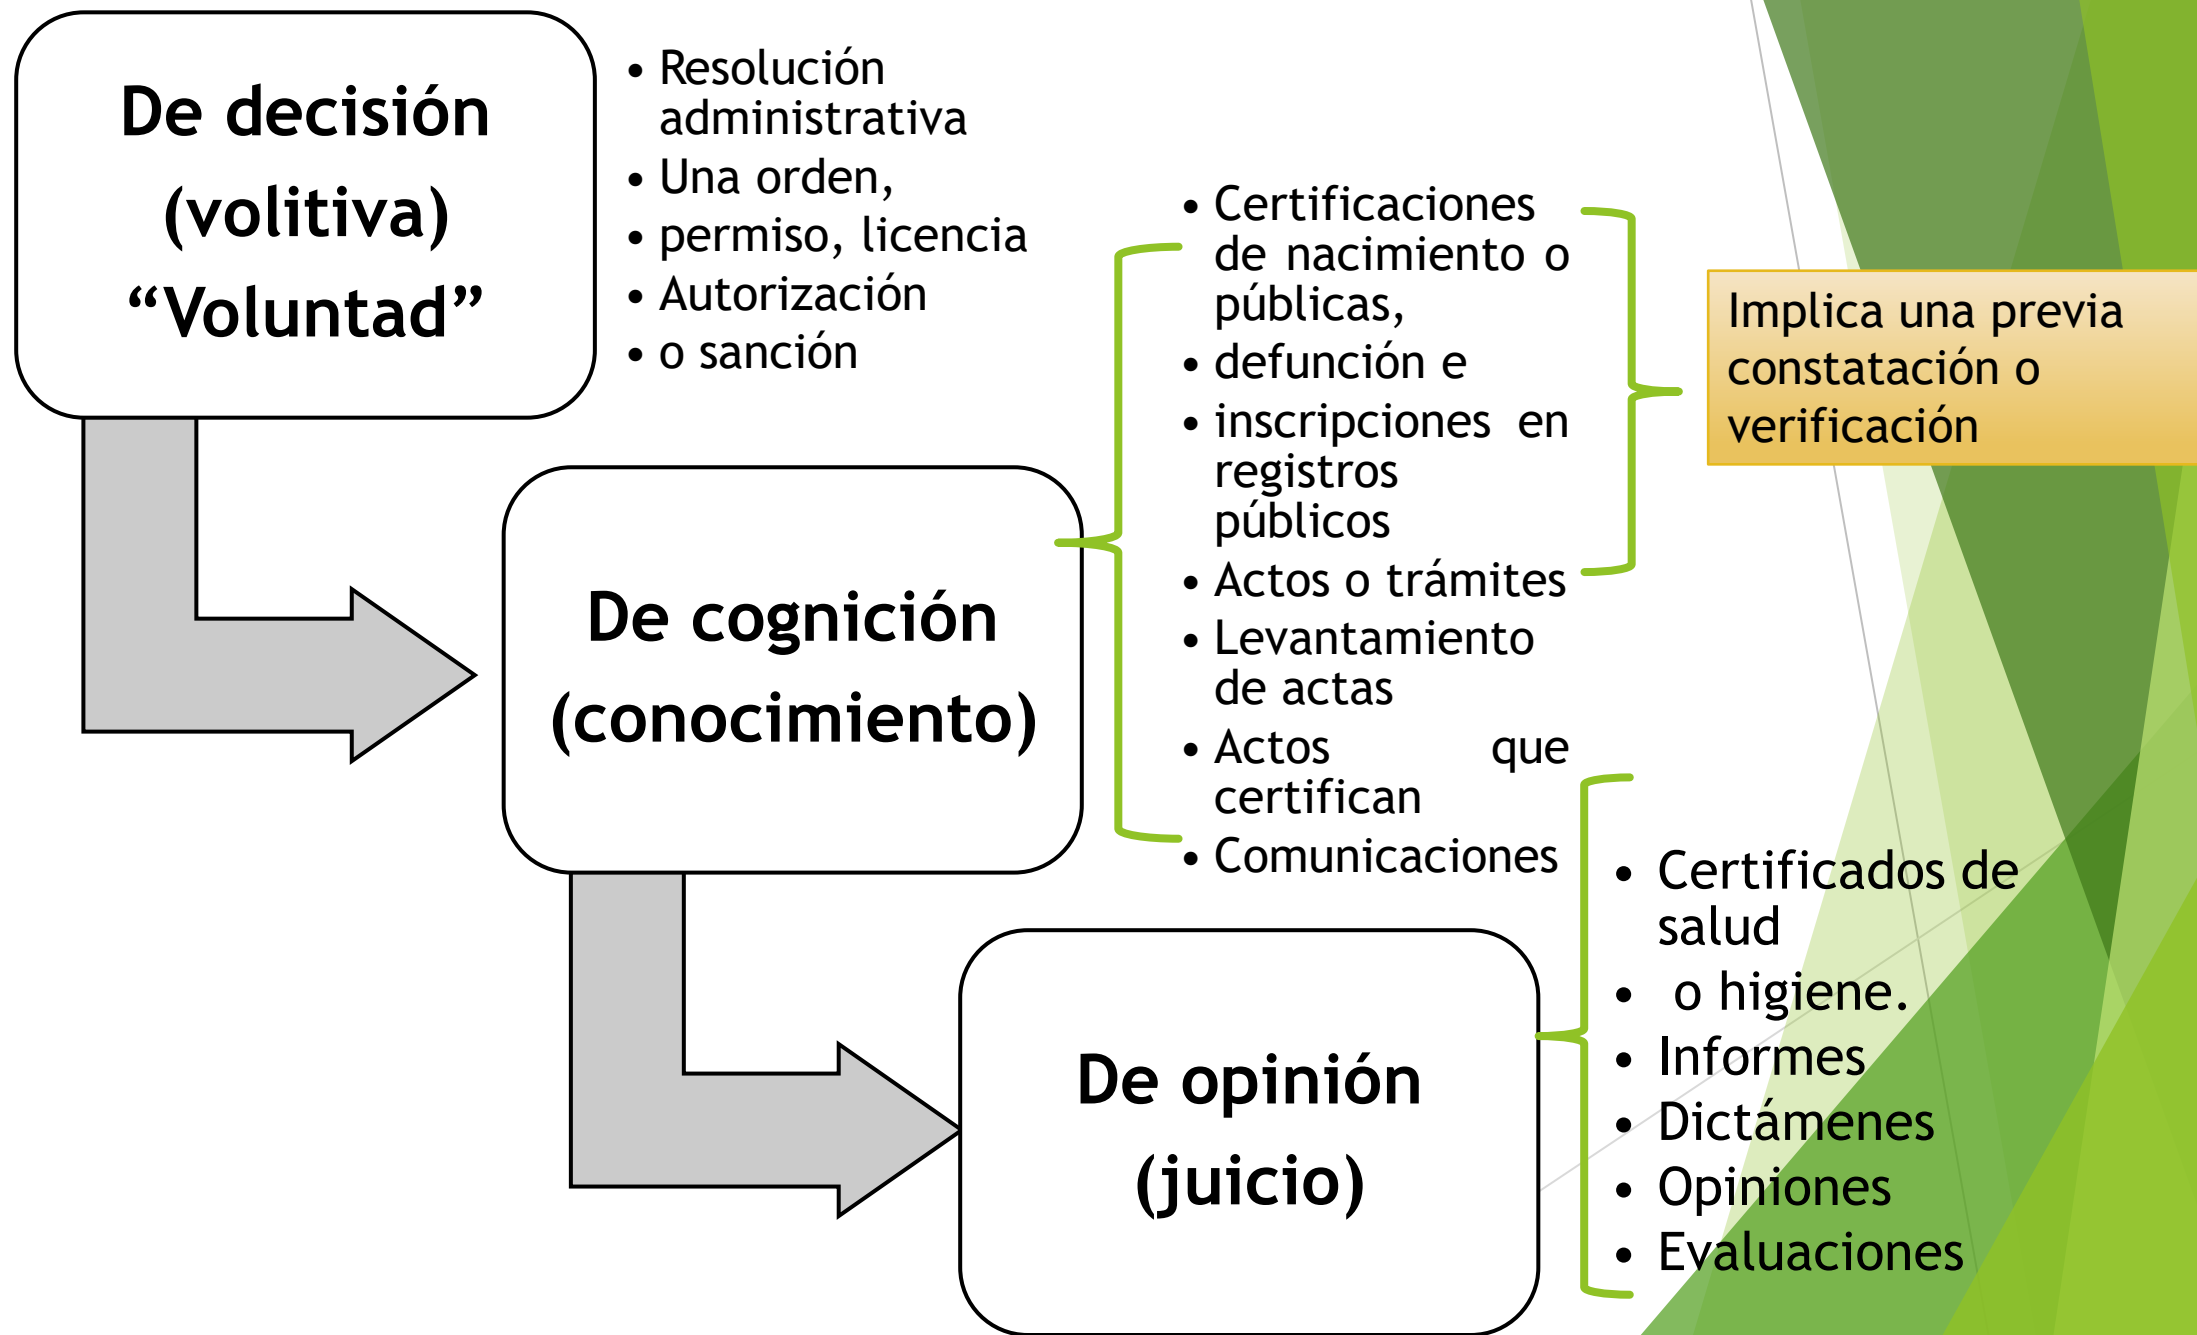 De decisión
(volitiva)
“Voluntad”
• Resolución
administrativa
• Una orden,
• permiso, licencia
• Autorización
• o sanción
De cognición
(conocimiento)
• Certificaciones
de nacimiento o
públicas,
• defunción e
• inscripciones en
registros
públicos
• Actos o trámites
• Levantamiento
de actas
• Actos que
certifican
• Comunicaciones
Implica una previa
constatación o
verificación
De opinión
(juicio)
• Certificados de
salud
• o higiene.
• Informes
• Dictámenes
• Opiniones
• Evaluaciones